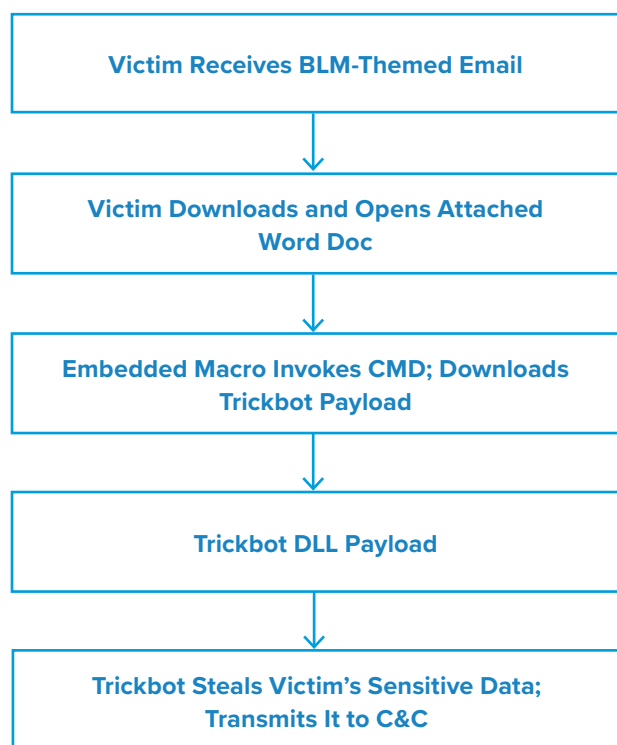 Victim Receives BLM-Themed Email
Victim Downloads and Opens Attached
Word Doc
Embedded Macro Invokes CMD; Downloads
Trickbot Payload
Trickbot DLL Payload
Trickbot Steals Victim’s Sensitive Data;
Transmits It to C&C